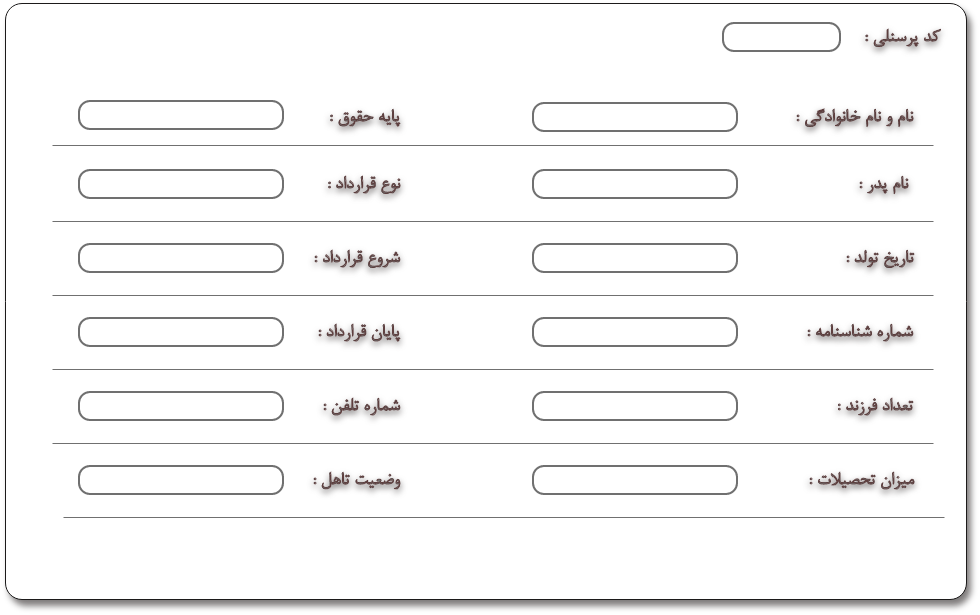 کد پرسنلی :
نام و نام خانوادگی : پایه حقوق :
نام پدر : نوع قرارداد :
تاریخ تولد : شروع قرارداد :
شماره شناسنامه : پایان قرارداد :
تعداد فرزند : شماره تلفن :
میزان تحصیلات : وضعیت تاهل :